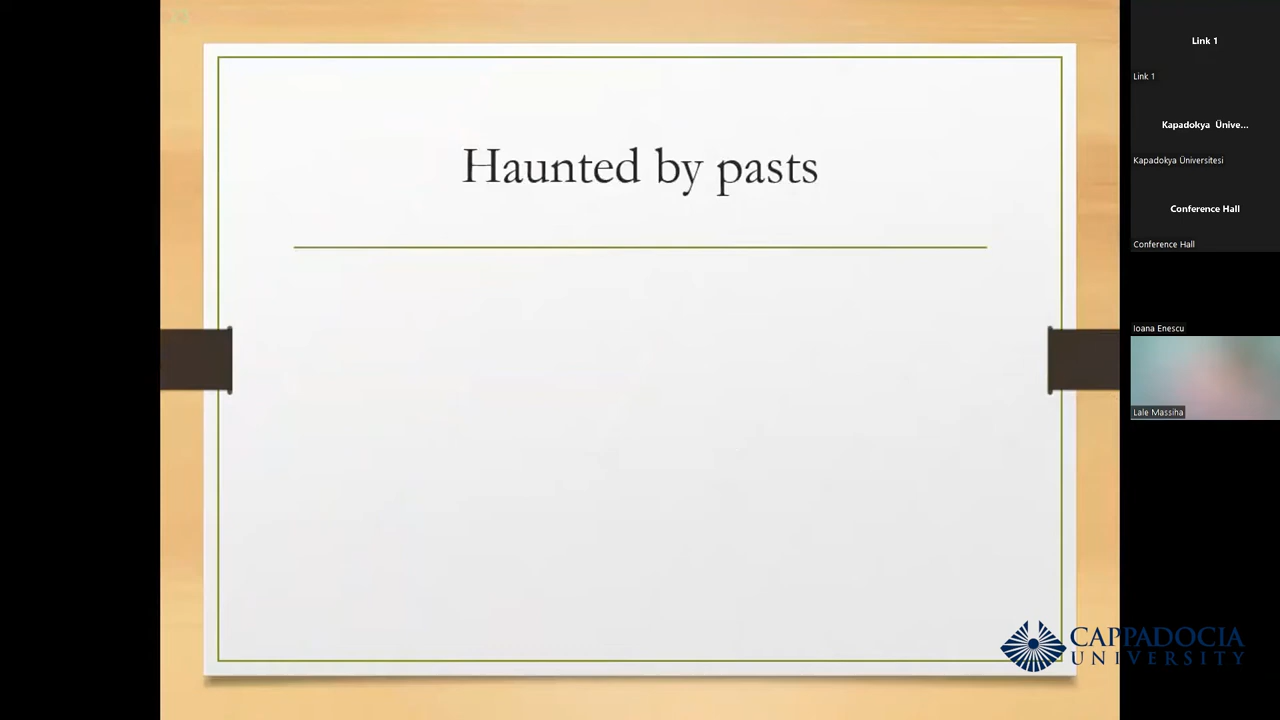 Haunted by pasts
Link 1
Link 1
Kapadokya Ünive...
Kapadokya Üniversitesi
Conference Hall
Conference Hall
Ioana Enescu
Lale Massiha
CAPPADOCIA
UNIVERSITY